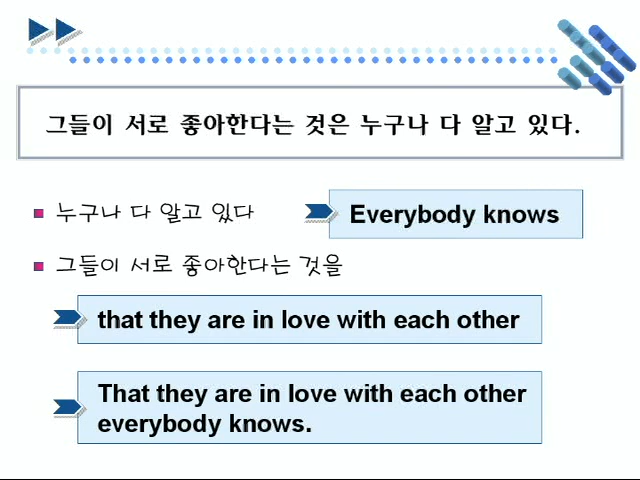 그들이 서로 좋아한다는 것은 누구나 다 알고 있다.
누구나 다 알고 있다
Everybody knows
그들이 서로 좋아한다는 것을
that they are in love with each other
That they are in love with each other
everybody knows.